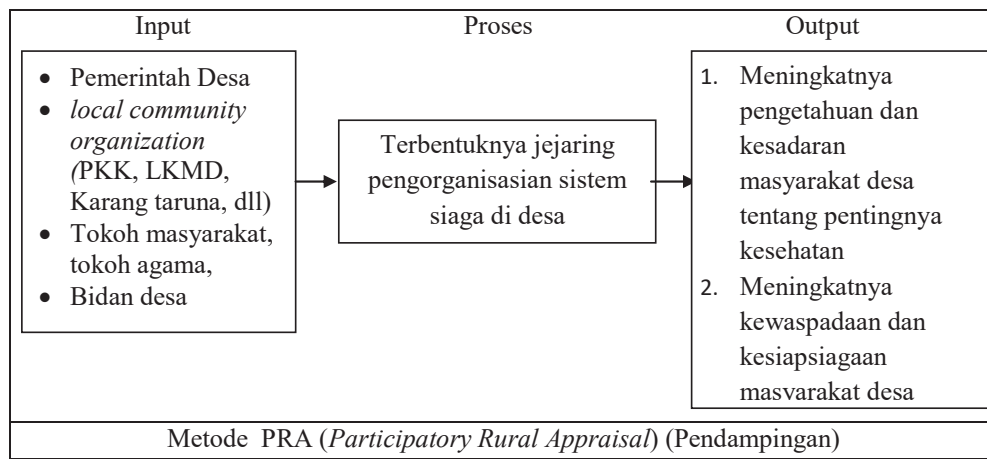 Input
Proses
Output
• Pemerintah Desa
• local community
organization
(PKK, LKMD,
Karang taruna, dll)
• Tokoh masyarakat,
tokoh agama,
• Bidan desa
Terbentuknya jejaring
pengorganisasian sistem
siaga di desa
1. Meningkatnya
pengetahuan dan
kesadaran
masyarakat desa
tentang pentingnya
kesehatan
2. Meningkatnya
kewaspadaan dan
kesiapsiagaan
masyarakat desa
Metode PRA (Participatory Rural Appraisal) (Pendampingan)